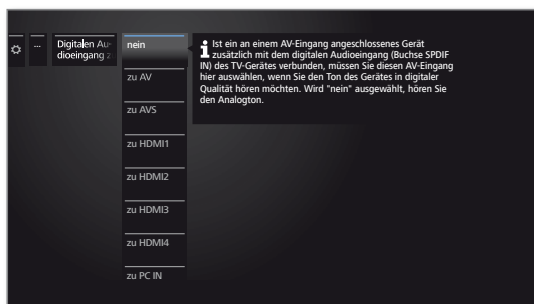 ...
Digitalen Au-
dioeingang z
nein
zu AV
zu AVS
zu HDMI1
zu HDMI2
zu HDMI3
zu HDMI4
zu PC IN
Ist ein an einem AV-Eingang angeschlossenes Gerät
zusätzlich mit dem digitalen Audioeingang (Buchse SPDIF
IN) des TV-Gerätes verbunden, müssen Sie diesen AV-Eingang
hier auswählen, wenn Sie den Ton des Gerätes in digitaler
Qualität hören möchten. Wird "nein" ausgewählt, hören Sie
den Analogton.